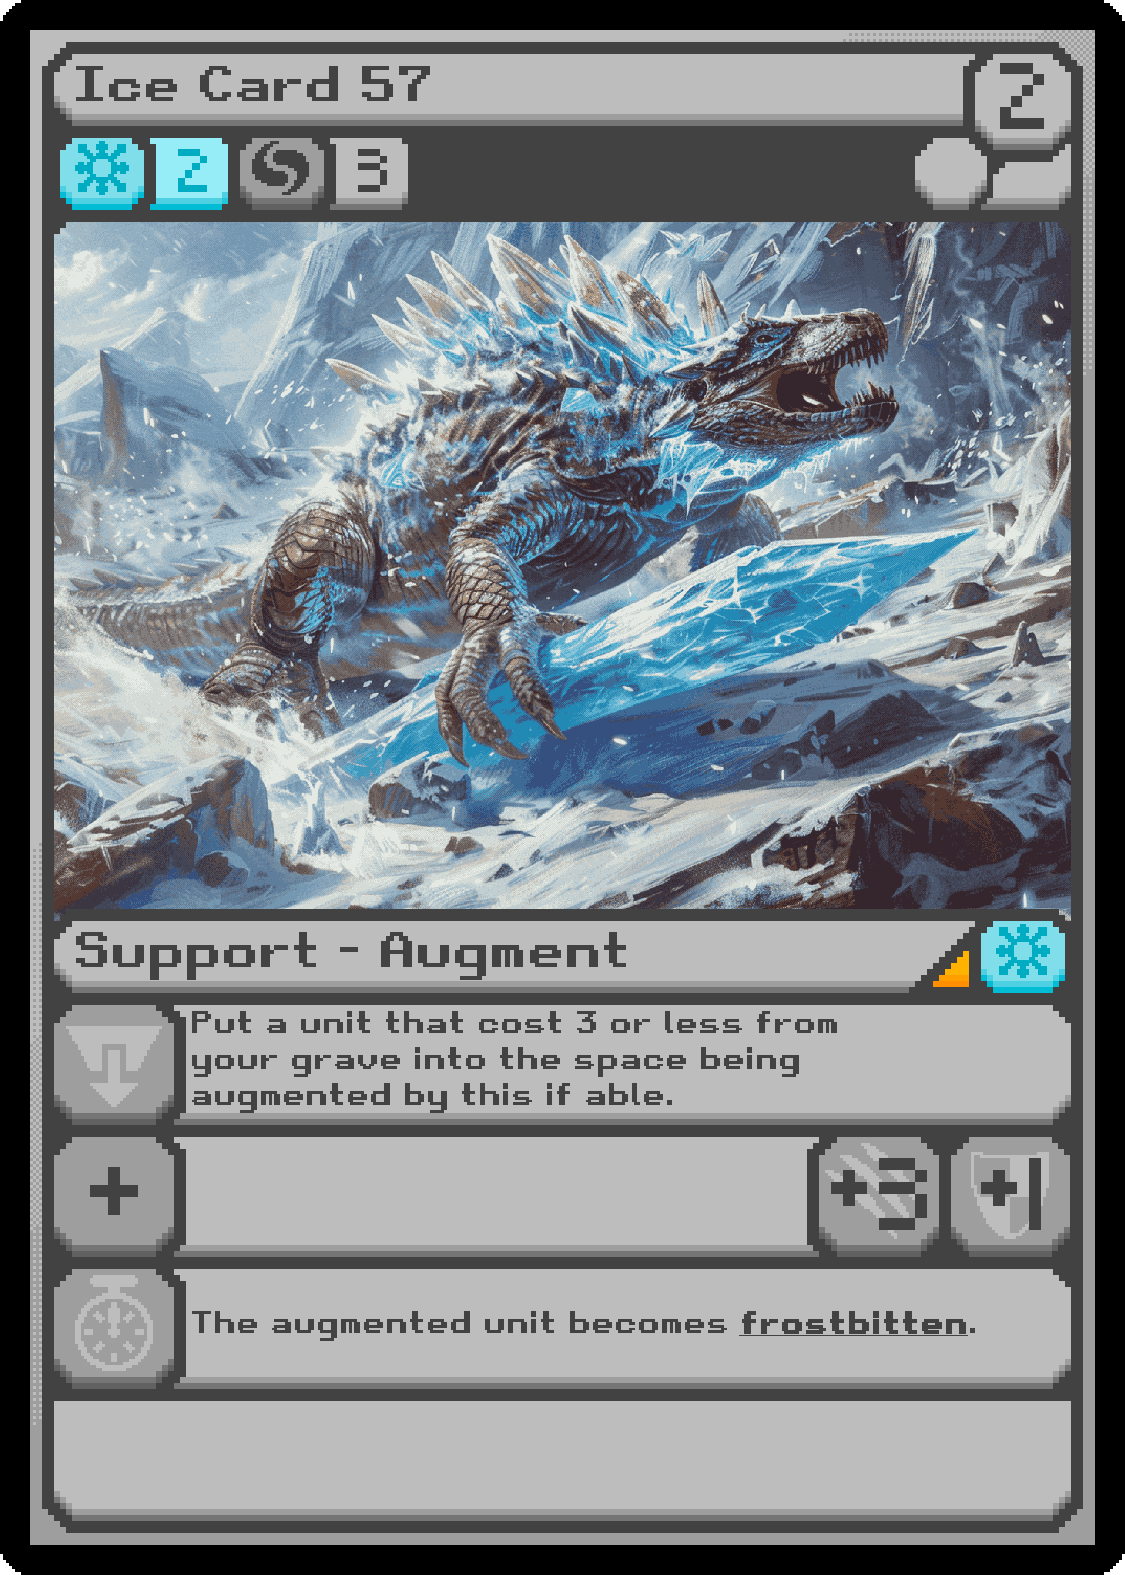 Ice Card 57
2
2 3
Support - Augment
Put a unit that cost 3 or less from
your grave into the space being
augmented by this if able.
+ +3 +1
The augmented unit becomes frostbitten.